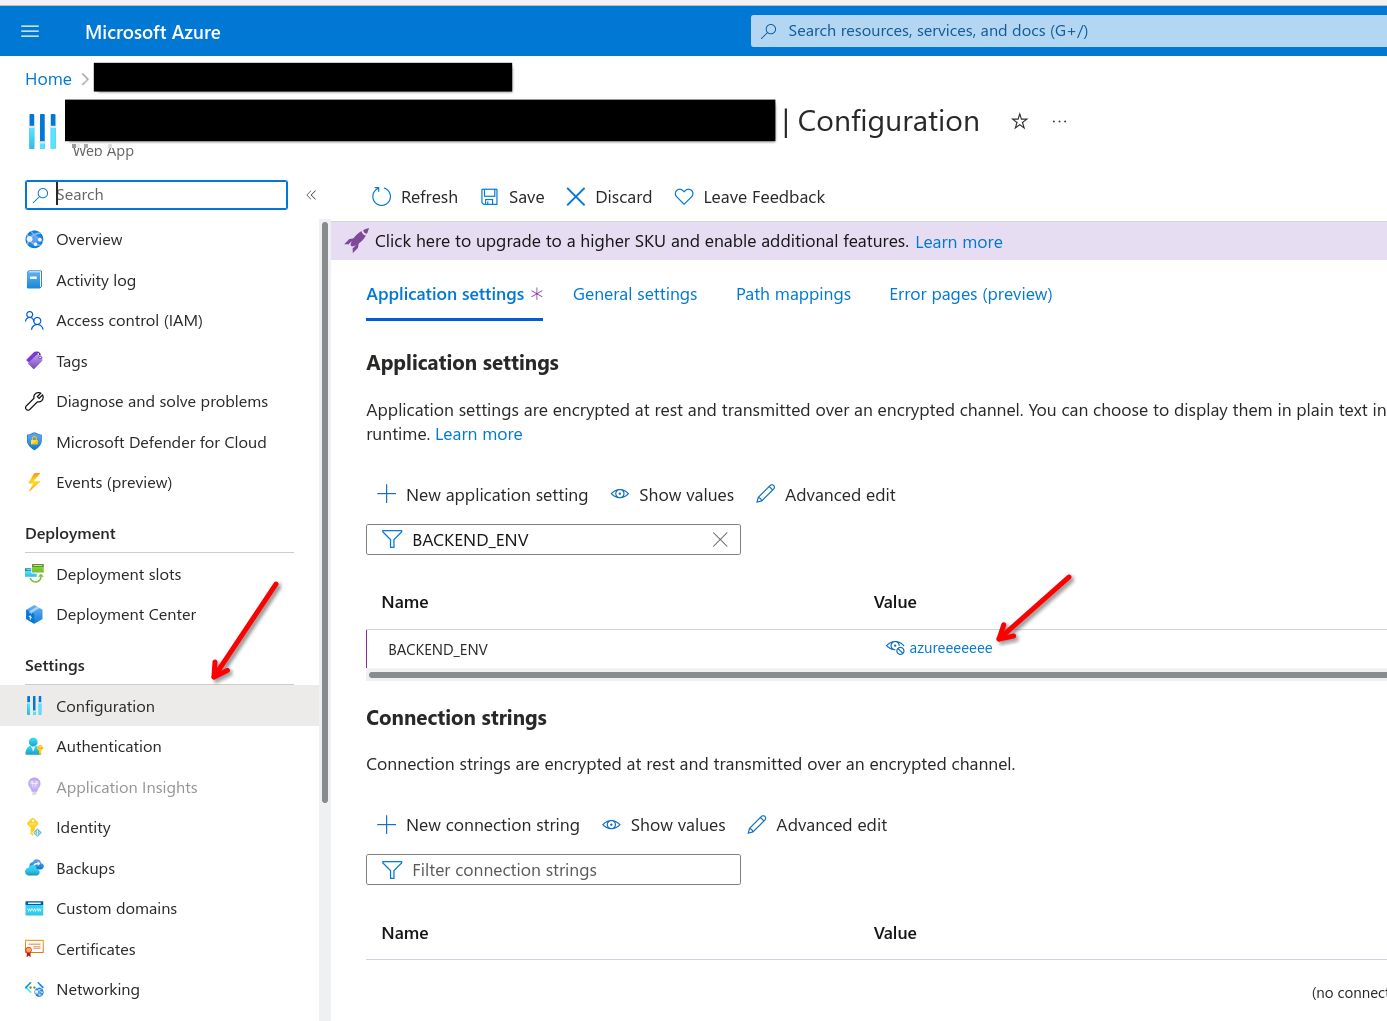 Microsoft Azure
Search resources, services, and docs (G+/)
Home
| Configuration
Web App
Search
Refresh
Save
Discard
Leave Feedback
Click here to upgrade to a higher SKU and enable additional features. Learn more
Overview
Activity log
Access control (IAM)
Tags
Diagnose and solve problems
Microsoft Defender for Cloud
Events (preview)
Deployment
Deployment slots
Deployment Center
Settings
Configuration
Authentication
Application Insights
Identity
Backups
Custom domains
Certificates
Networking
Application settings
General settings
Path mappings
Error pages (preview)
Application settings
Application settings are encrypted at rest and transmitted over an encrypted channel. You can choose to display them in plain text in
runtime. Learn more
New application setting
Show values
Advanced edit
BACKEND_ENV
Name
Value
BACKEND_ENV
azureeeeeee
Connection strings
Connection strings are encrypted at rest and transmitted over an encrypted channel.
New connection string
Show values
Advanced edit
Filter connection strings
Name
Value
(no connect